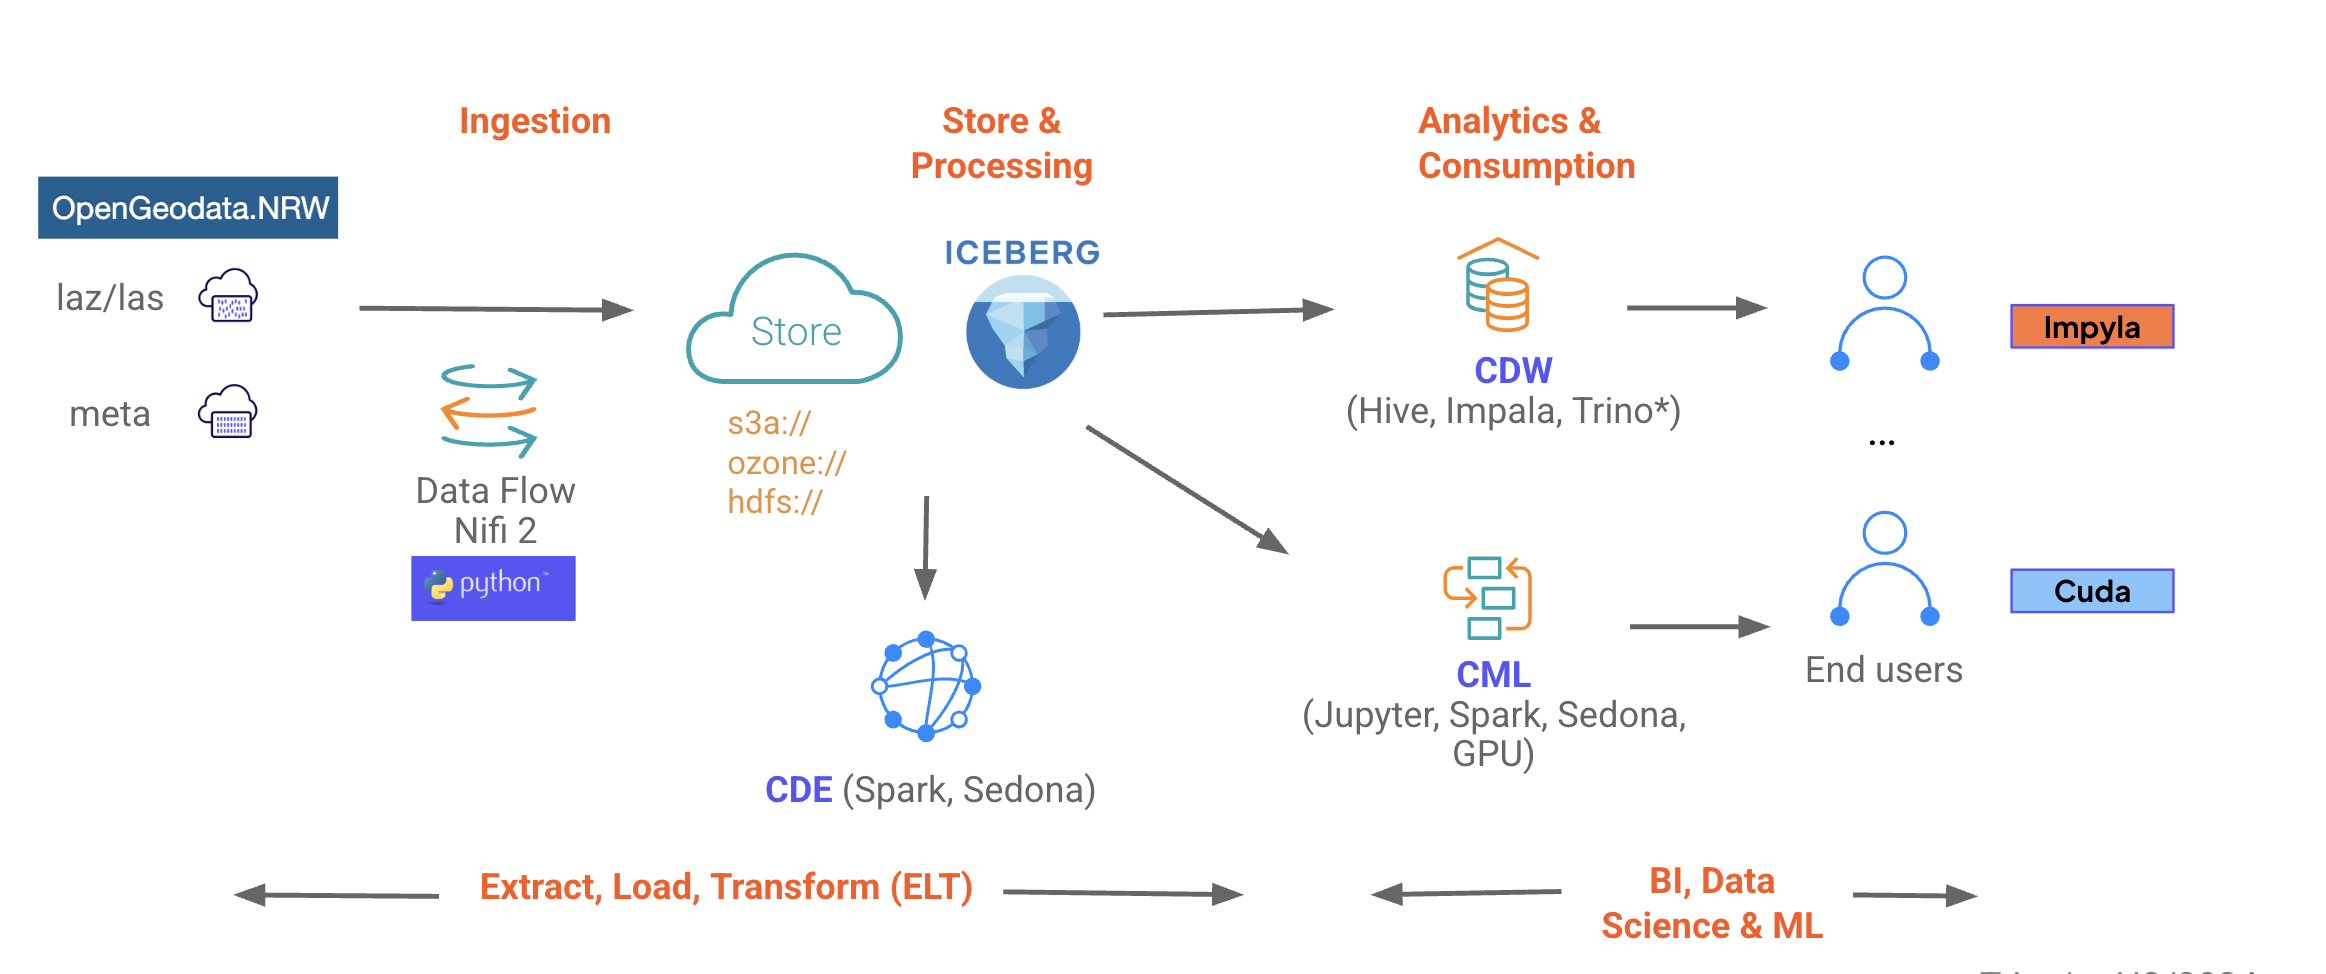 Ingestion
Store &
Processing
Analytics &
Consumption
OpenGeodata.NRW
laz/las
meta
Data Flow
Nifi 2
python™
Store
s3a://
ozone://
hdfs://
ICEBERG
CDE (Spark, Sedona)
CDW
(Hive, Impala, Trino*)
CML
(Jupyter, Spark, Sedona,
GPU)
Impyla
...
Cuda
End users
Extract, Load, Transform (ELT)
BI, Data
Science & ML